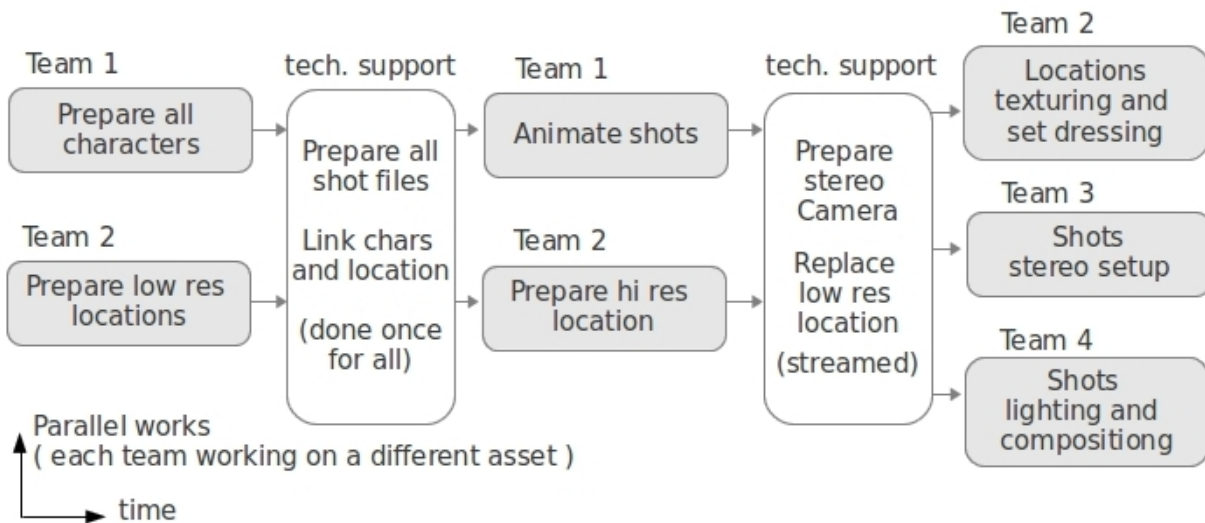 Team 1
Prepare all
characters
Team 2
Prepare low res
locations
tech. support
Prepare all
shot files
Link chars
and location
(done once
for all)
Team 1
Animate shots
Team 2
Prepare hi res
location
tech. support
Prepare
stereo
Camera
Replace
low res
location
(streamed)
Team 2
Locations
texturing and
set dressing
Team 3
Shots
stereo setup
Team 4
Shots
lighting and
compositiong
Parallel works
( each team working on a different asset )
time